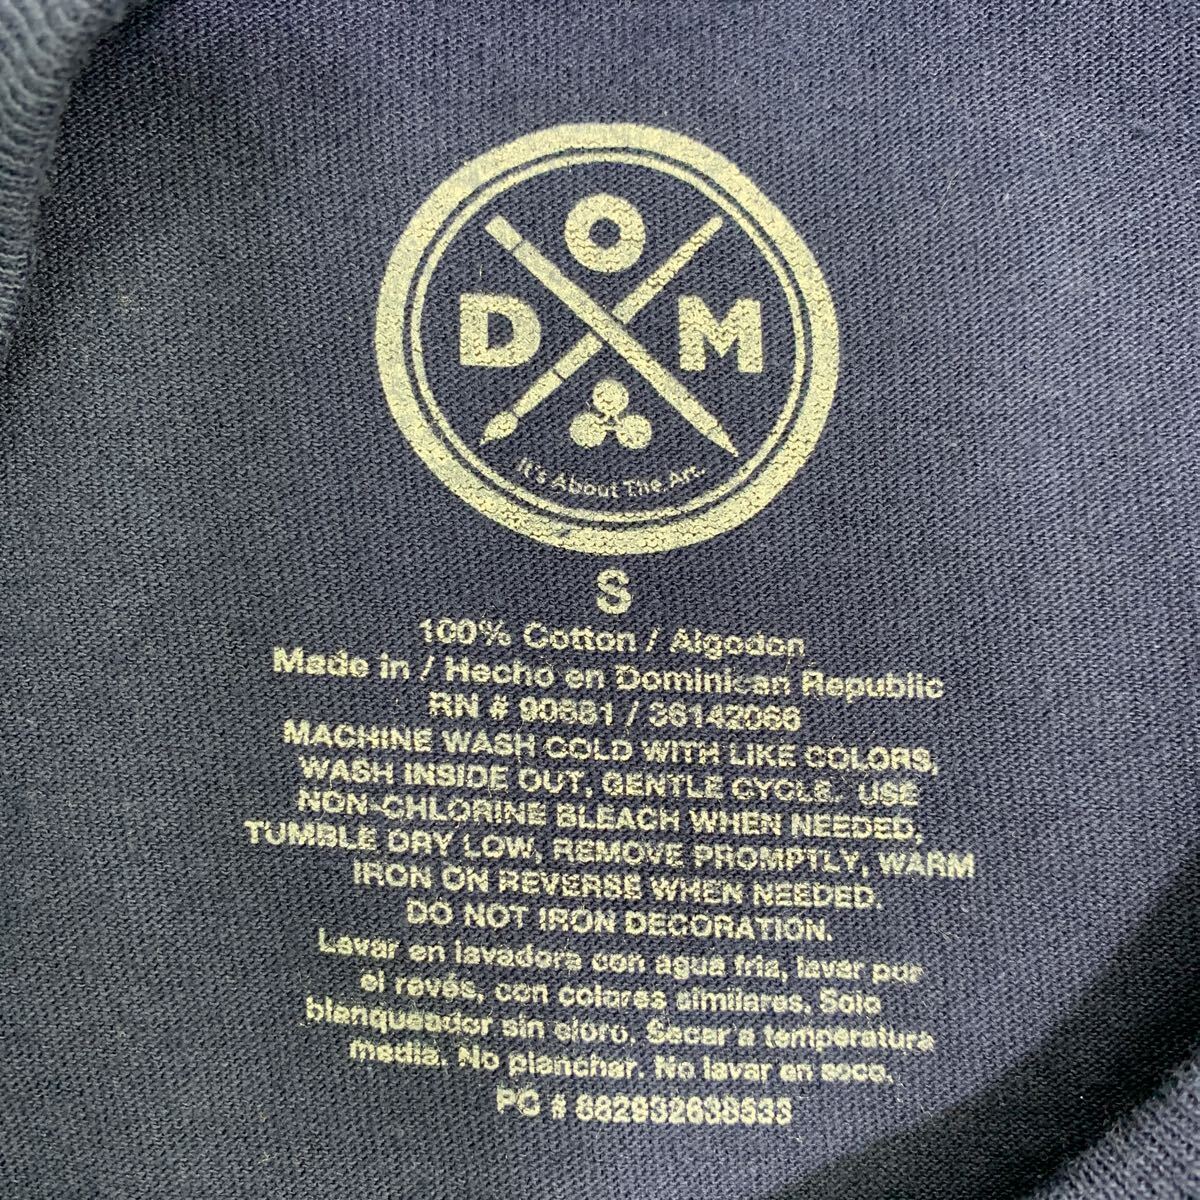 O
D M
It's About The Art.
S
100% Cotton / Algodon
Made in / Hecho en Dominican Republic
RN # 90881 / 36142066
MACHINE WASH COLD WITH LIKE COLORS,
WASH INSIDE OUT, GENTLE CYCLE. USE
NON-CHLORINE BLEACH WHEN NEEDED,
TUMBLE DRY LOW, REMOVE PROMPTLY, WARM
IRON ON REVERSE WHEN NEEDED.
DO NOT IRON DECORATION.
Lavar en lavadora con agua fria, lavar por
el revés, con colores similares. Solo
blanqueador sin cloro. Secar a temperatura
media. No planchar. No lavar en seco.
PC #